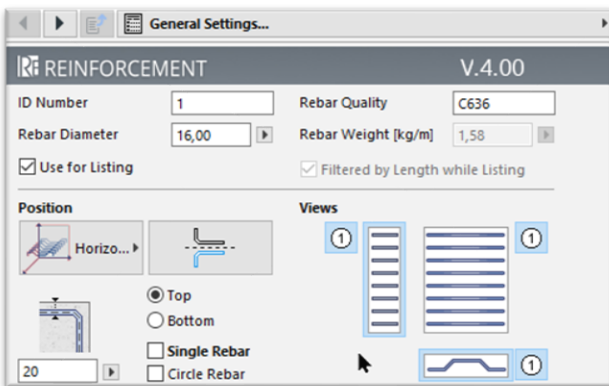 General Settings...
REINFORCEMENT V.4.00
ID Number 1 Rebar Quality C636
Rebar Diameter 16,00 Rebar Weight [kg/m] 1,58
Use for Listing Filtered by Length while Listing
Position Views
Horizo... 1 1
Top
Bottom
Single Rebar
20 Circle Rebar 1